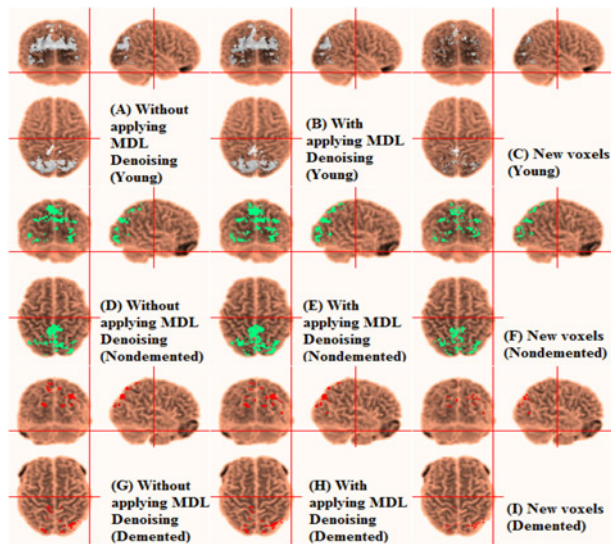 (A) Without
applying
MDL
Denoising
(Young)
(B) With
applying MDL
Denoising
(Young)
(C) New voxels
(Young)
(D) Without
applying MDL
Denoising
(Nondemented)
(E) With
applying MDL
Denoising
(Nondemented)
(F) New voxels
(Nondemented)
(G) Without
applying MDL
Denoising
(Demented)
(H) With
applying MDL
Denoising
(Demented)
(I) New voxels
(Demented)